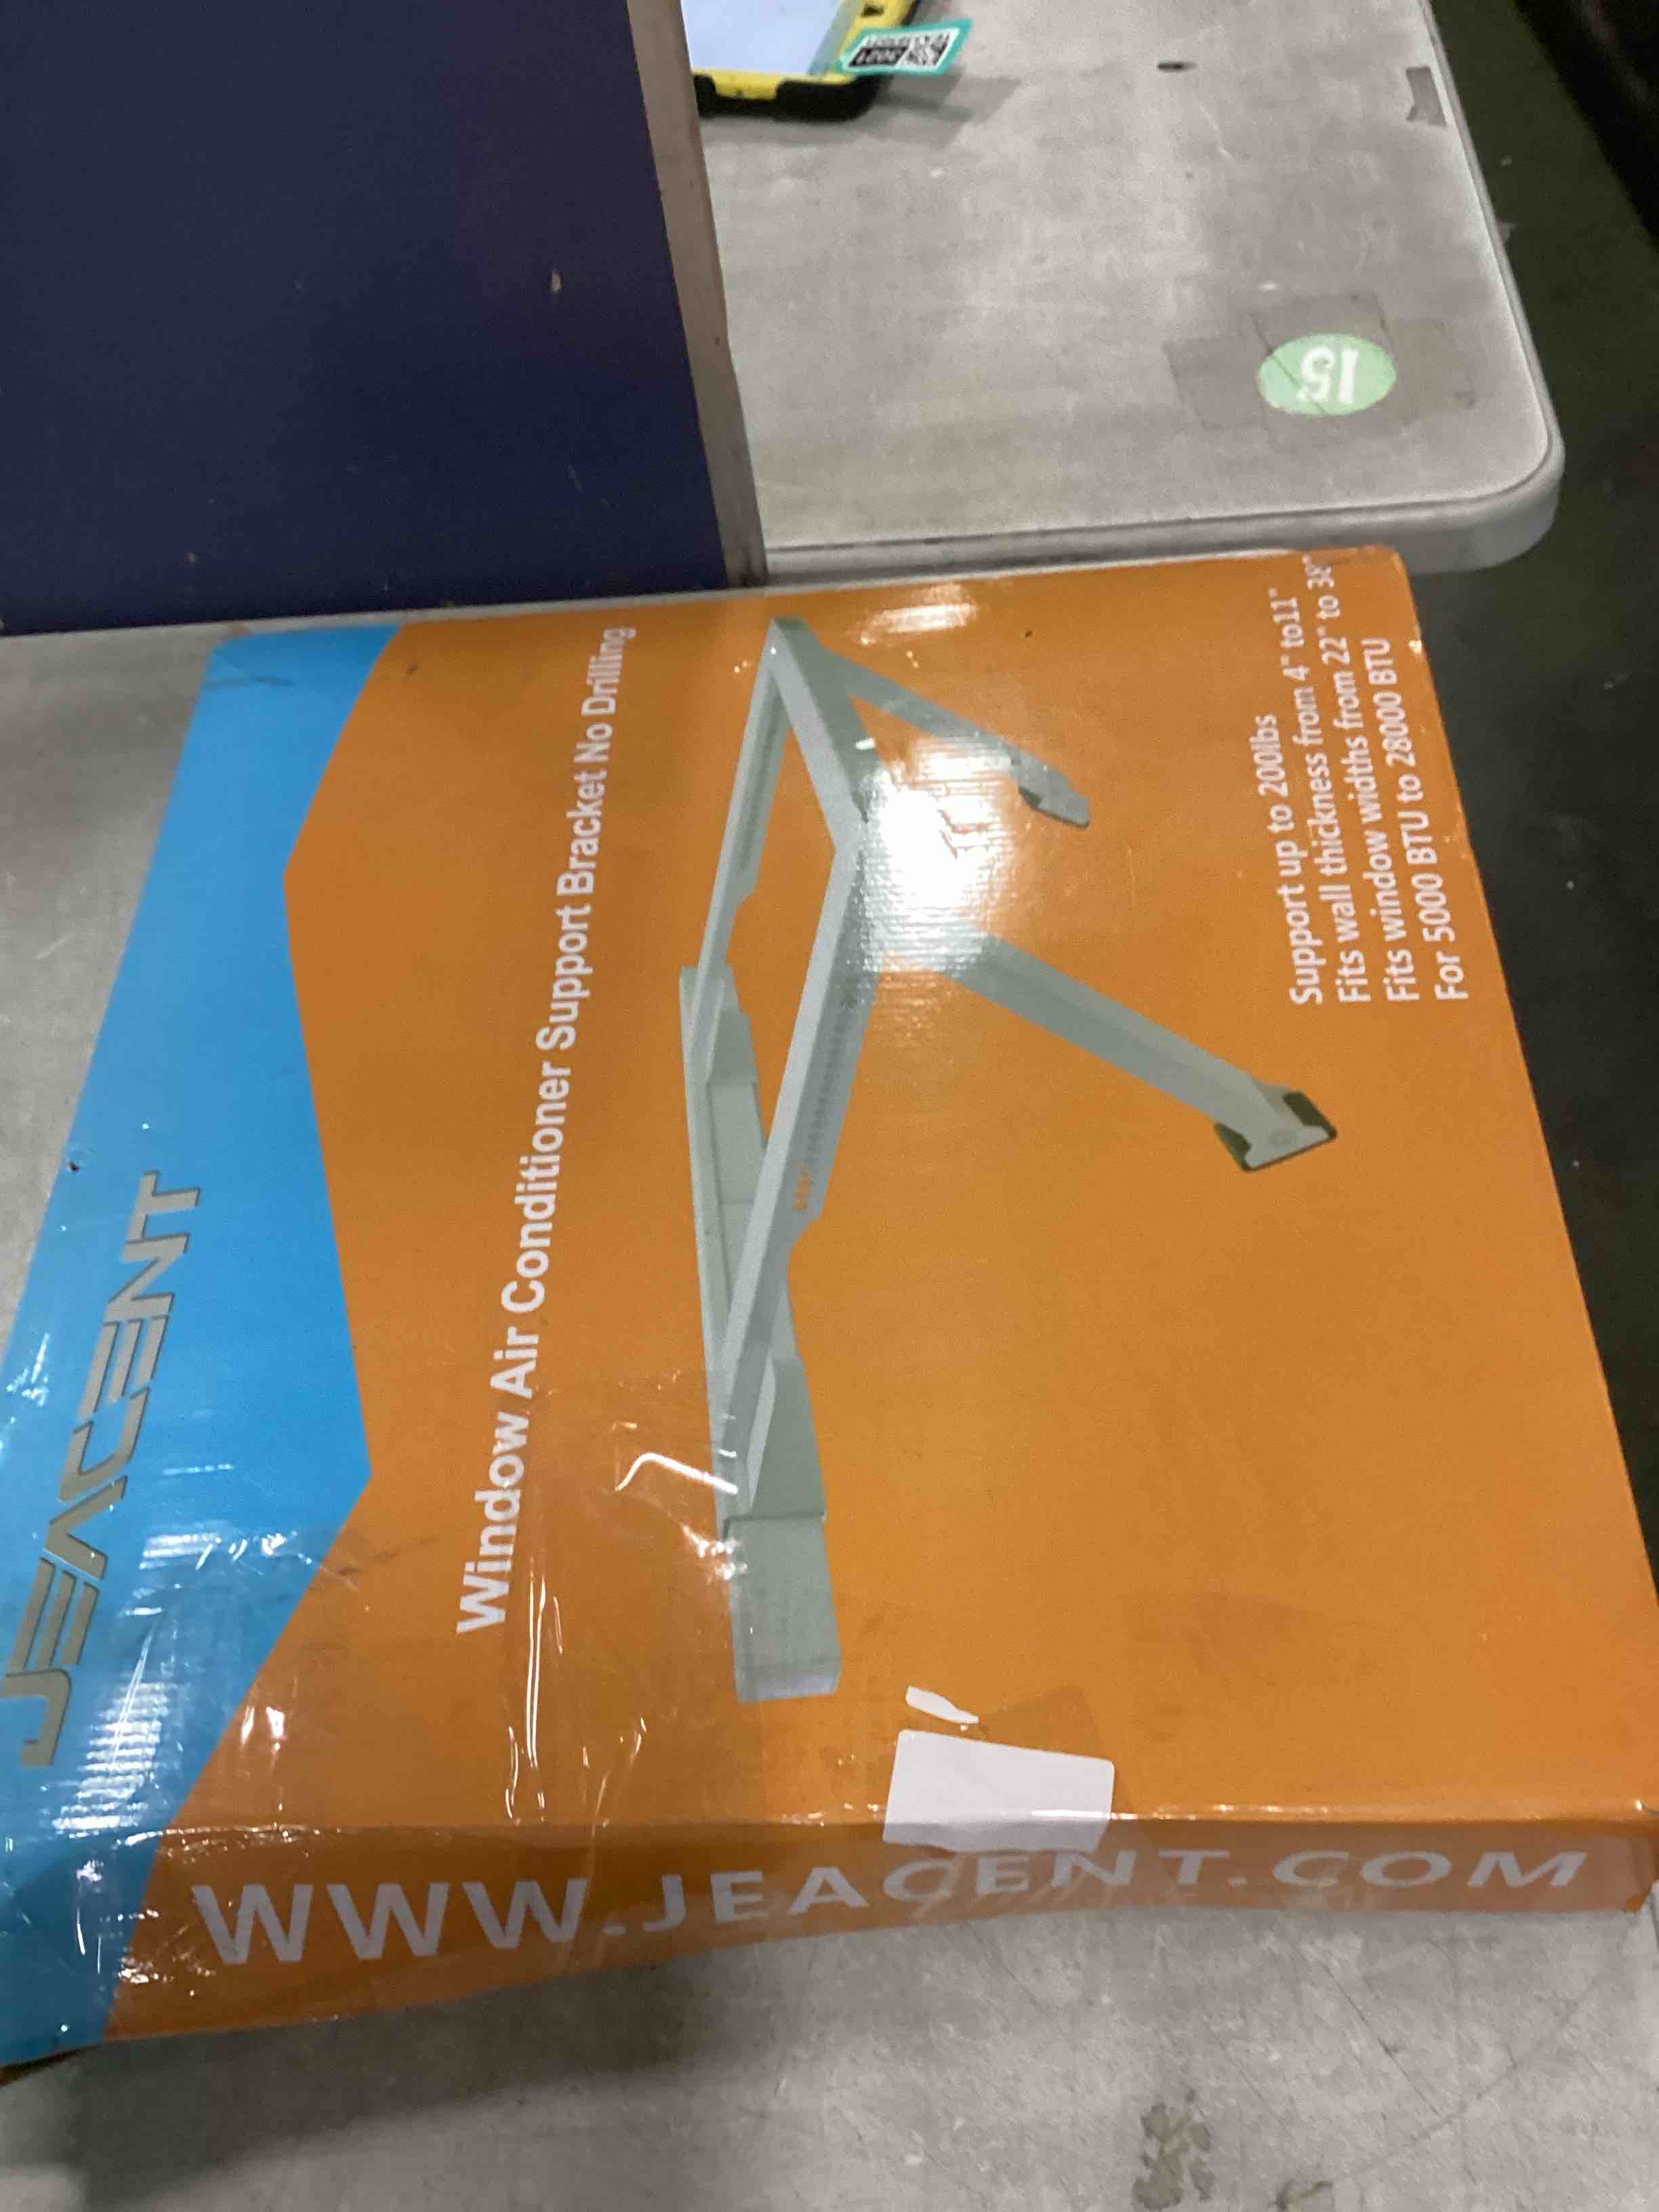 JEACENT
Window Air Conditioner Support Bracket No Drilling
Support up to 200lbs
Fits wall thickness from 4" to11"
Fits window widths from 22" to 38"
For 5000 BTU to 28000 BTU
WWW.JEACENT.COM
15